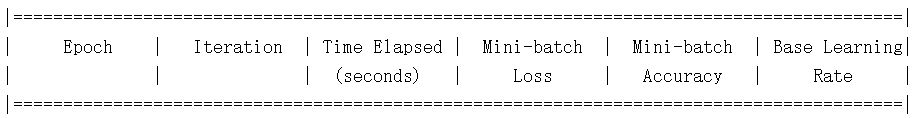 |=========================================================================================|
|     Epoch    |   Iteration  | Time Elapsed |  Mini-batch  |  Mini-batch  | Base Learning|
|              |              |  (seconds)   |     Loss     |   Accuracy   |     Rate     |
|=========================================================================================|